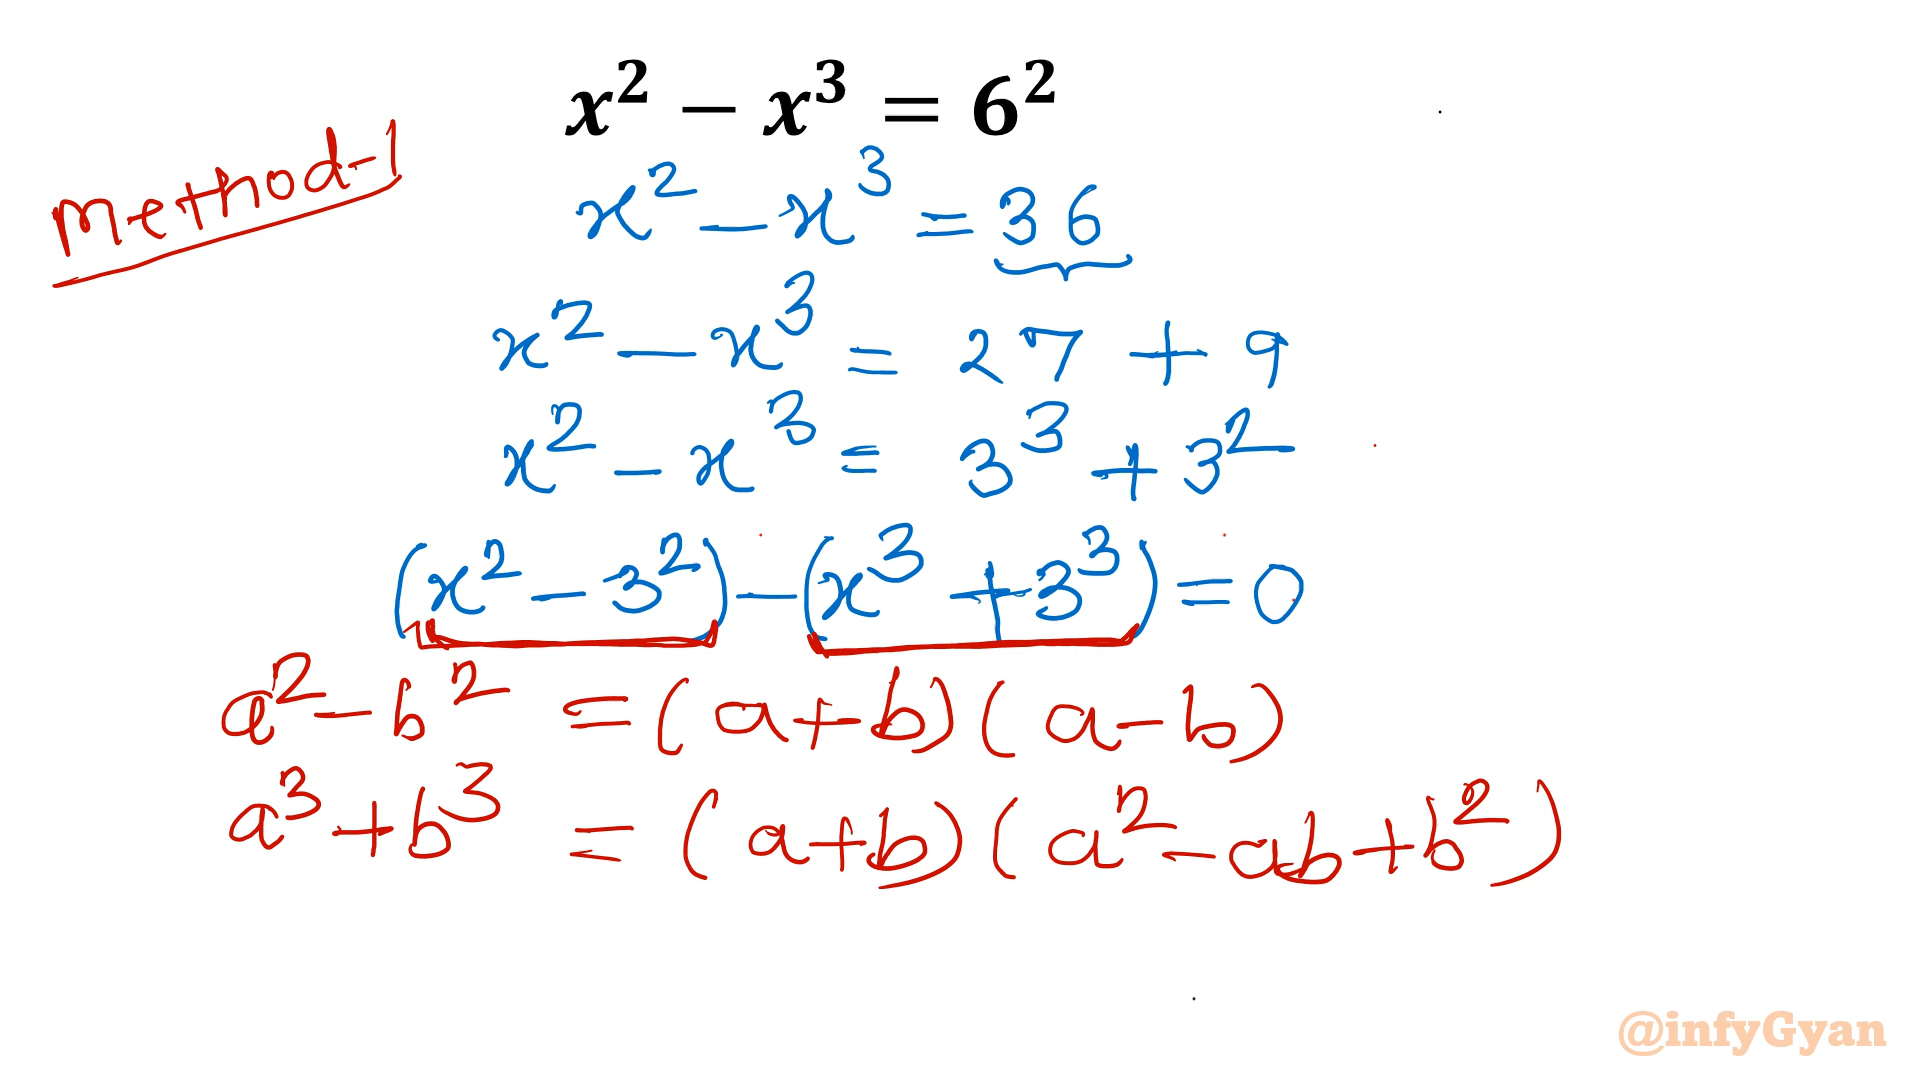 x² − x³ = 6²
Method-1
x² − x³ = 36
x² − x³ = 27 + 9
x² − x³ = 3³ + 3²
(x² − 3²) − (x³ + 3³) = 0
a² − b² = (a+b)(a−b)
a³ + b³ = (a+b)(a² − ab + b²)
@infyGyan